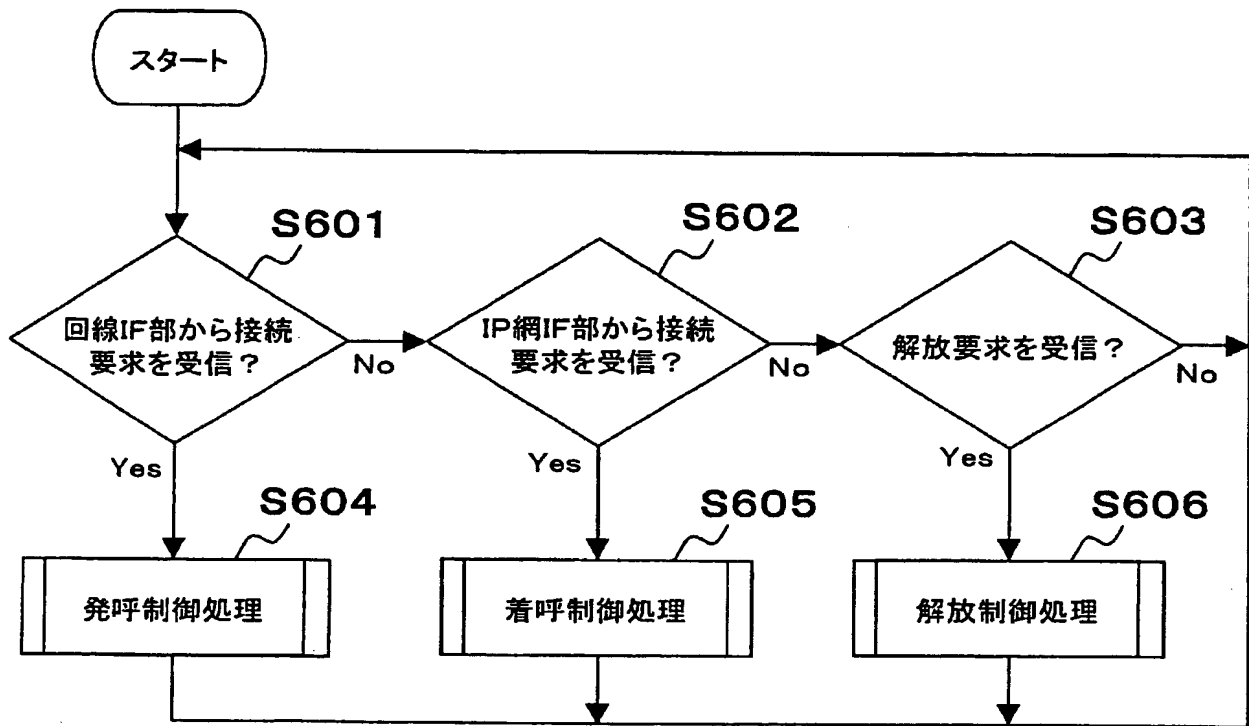 スタート
S601
S602
S603
回線IF部から接続
要求を受信？
No
IP網IF部から接続
要求を受信？
No
解放要求を受信？
No
Yes
Yes
Yes
S604
S605
S606
発呼制御処理
着呼制御処理
解放制御処理